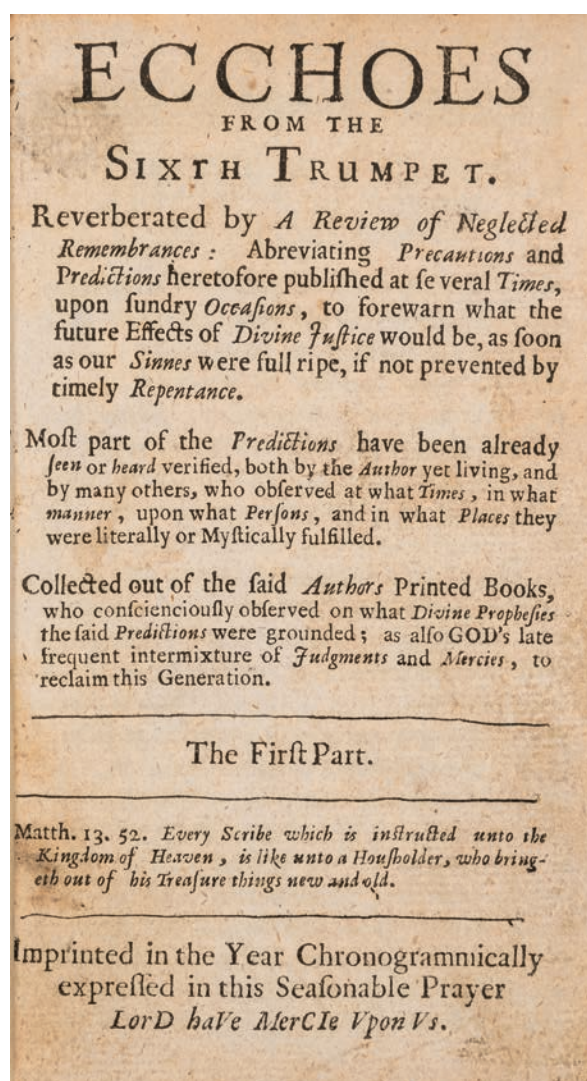 ECCHOES
FROM THE
SIXTH TRUMPET.
Reverberated by A Review of Neglected
Remembrances : Abreviating Precautions and
Predictions heretofore publiſhed at ſe veral Times,
upon ſundry Occaſions, to forewarn what the
future Effects of Divine Juſtice would be, as ſoon
as our Sinnes were full ripe, if not prevented by
timely Repentance.
Moſt part of the Predictions have been already
ſeen or heard verified, both by the Author yet living, and
by many others, who obſerved at what Times, in what
manner, upon what Perſons, and in what Places they
were literally or Myſtically fulfilled.
Collected out of the ſaid Authors Printed Books,
who conſcienciouſly obſerved on what Divine Propheſies
the ſaid Predictions were grounded; as alſo GOD's late
frequent intermixture of Judgments and Mercies, to
reclaim this Generation.
The Firſt Part.
Matth. 13. 52. Every Scribe which is inſtructed unto the
Kingdom of Heaven, is like unto a Houſholder, who bring-
eth out of his Treaſure things new and old.
Imprinted in the Year Chronogrammically
expreſſed in this Seaſonable Prayer
LorD haVe MerCIe Vpon Vs.